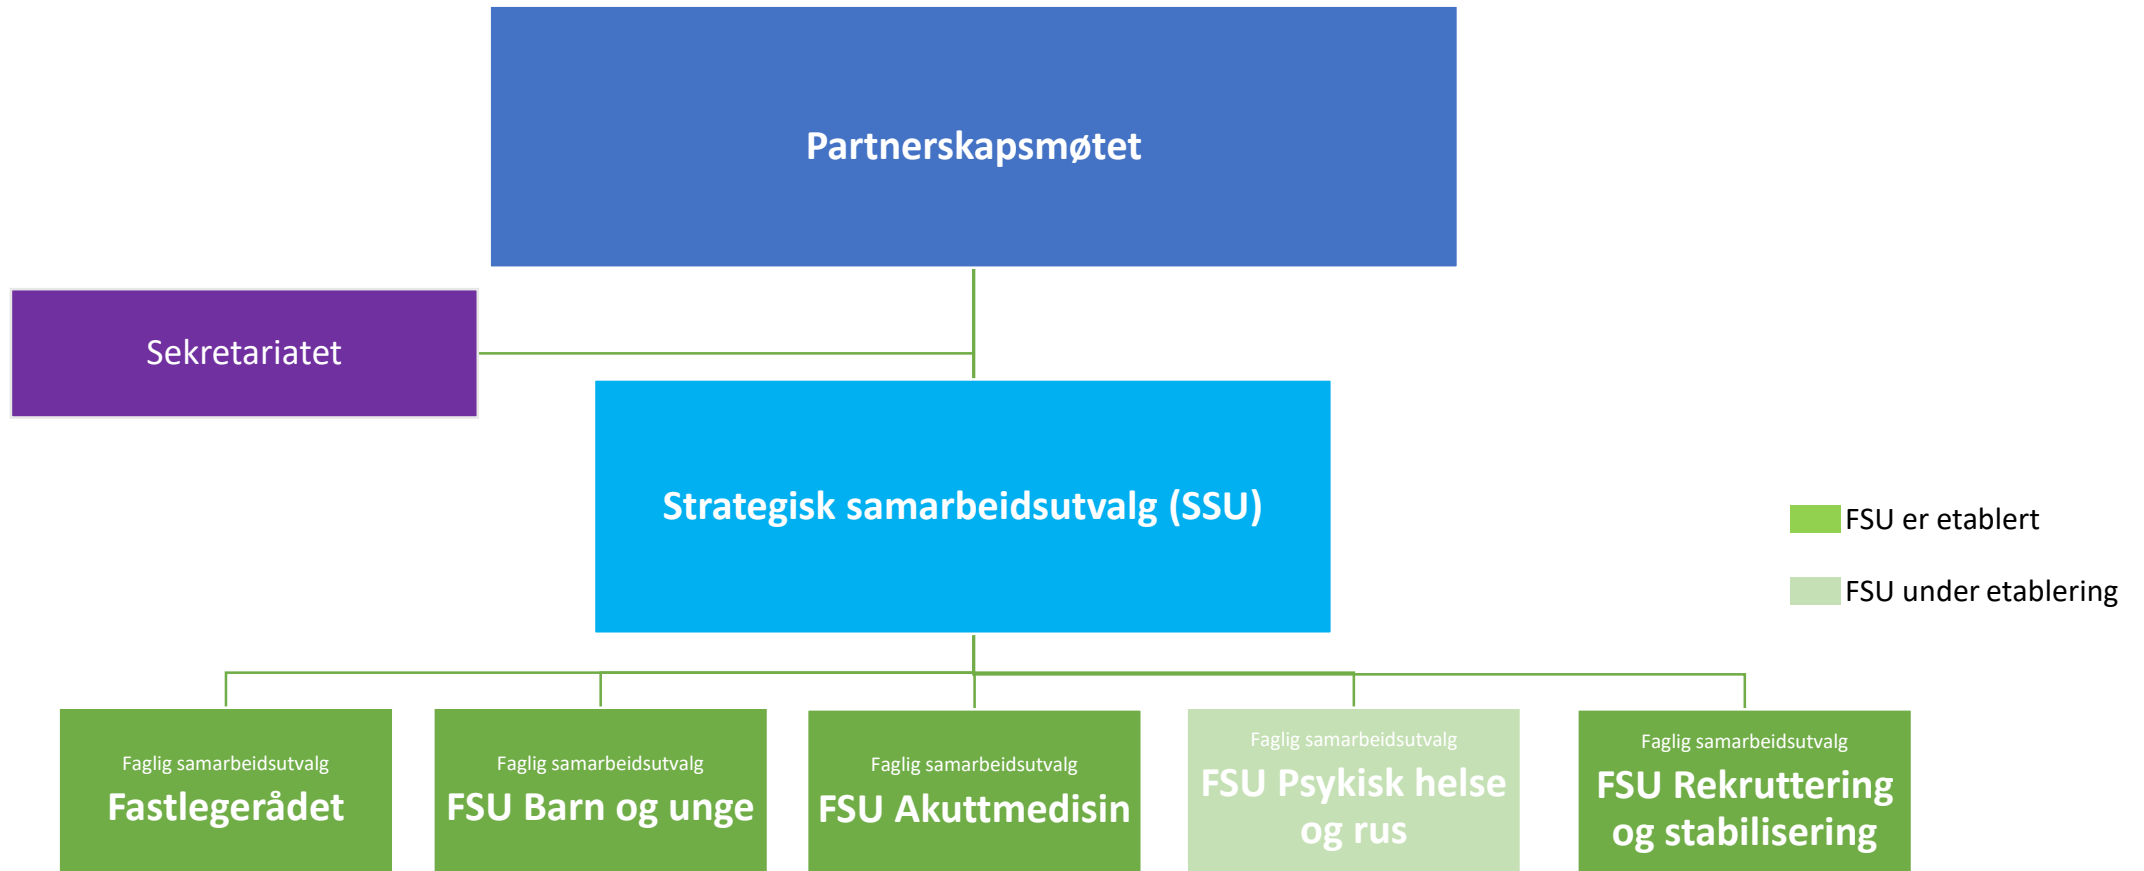 Partnerskapsmøtet
Sekretariatet
Strategisk samarbeidsutvalg (SSU)
FSU er etablert
FSU under etablering
Faglig samarbeidsutvalg
Fastlegerådet
Faglig samarbeidsutvalg
FSU Barn og unge
Faglig samarbeidsutvalg
FSU Akuttmedisin
Faglig samarbeidsutvalg
FSU Psykisk helse
og rus
Faglig samarbeidsutvalg
FSU Rekruttering
og stabilisering